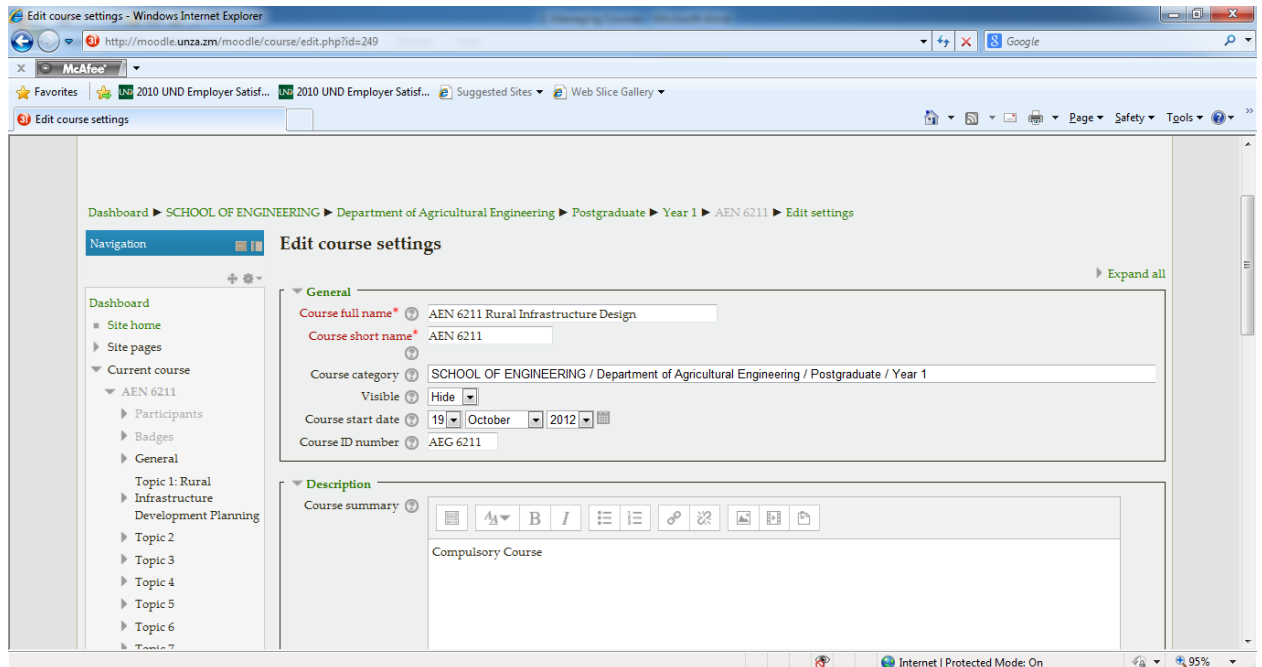 Edit course settings - Windows Internet Explorer
http://moodle.unza.zm/moodle/course/edit.php?id=249
Google
McAfee
Favorites 2010 UND Employer Satisf... 2010 UND Employer Satisf... Suggested Sites Web Slice Gallery
Edit course settings
Page Safety Tools
Dashboard ► SCHOOL OF ENGINEERING ► Department of Agricultural Engineering ► Postgraduate ► Year 1 ► AEN 6211 ► Edit settings
Navigation
Dashboard
Site home
Site pages
Current course
AEN 6211
Participants
Badges
General
Topic 1: Rural
Infrastructure
Development Planning
Topic 2
Topic 3
Topic 4
Topic 5
Topic 6
Topic 7
Edit course settings
Expand all
General
Course full name* AEN 6211 Rural Infrastructure Design
Course short name* AEN 6211
Course category SCHOOL OF ENGINEERING / Department of Agricultural Engineering / Postgraduate / Year 1
Visible Hide
Course start date 19 October 2012
Course ID number AEG 6211
Description
Course summary
B I
Compulsory Course
Internet | Protected Mode: On
95%